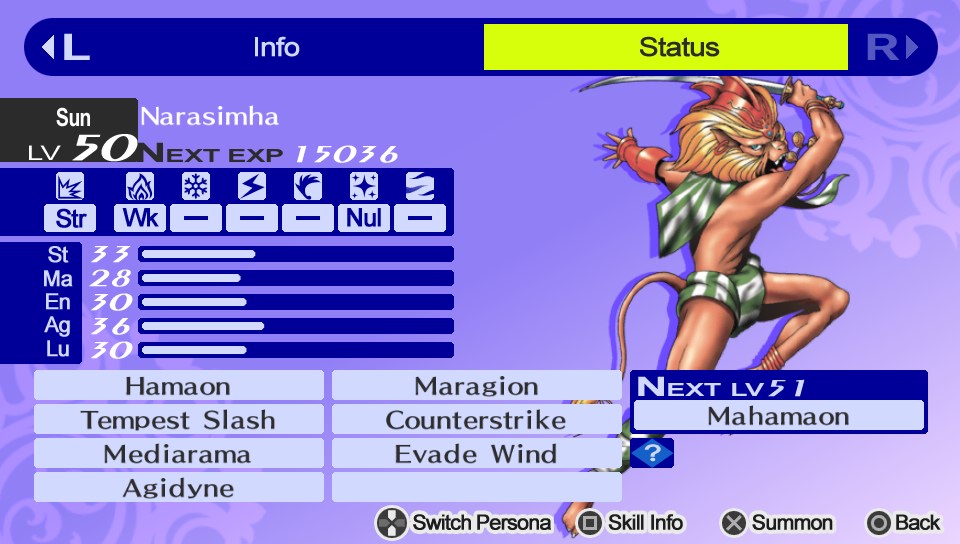 L Info Status R
Sun Narasimha
LV 50 NEXT EXP 15036
Str Wk — — — Nul —
St 33
Ma 28
En 30
Ag 36
Lu 30
Hamaon Maragion NEXT LV 51
Tempest Slash Counterstrike Mahamaon
Mediarama Evade Wind ?
Agidyne
Switch Persona Skill Info Summon Back